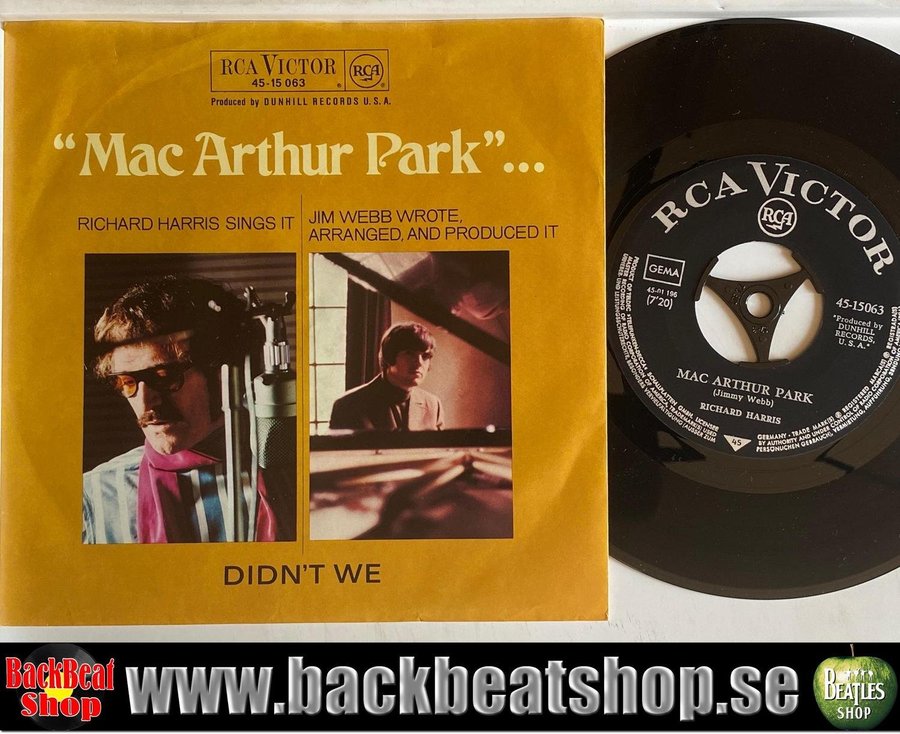 RCA VICTOR
45-15 063
RCA
Produced by DUNHILL RECORDS U.S.A.
“Mac Arthur Park”...
RICHARD HARRIS SINGS IT
JIM WEBB WROTE,
ARRANGED, AND PRODUCED IT
DIDN'T WE
RCA VICTOR
RCA
GEMA
45-01 106
(7'20)
45-15063
"Produced by
DUNHILL
RECORDS,
U. S. A."
MAC ARTHUR PARK
(Jimmy Webb)
RICHARD HARRIS
45
BackBeat
Shop
www.backbeatshop.se
BEATLES
SHOP